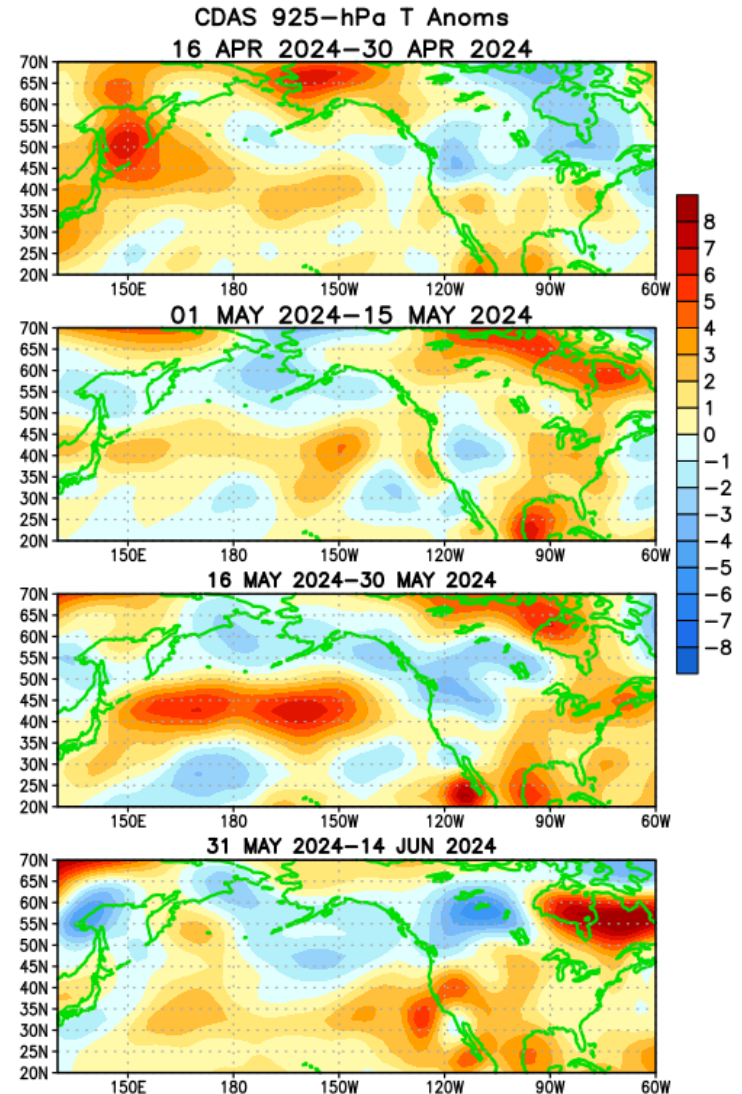 CDAS 925-hPa T Anoms
16 APR 2024-30 APR 2024
70N
65N
60N
55N
50N
45N
40N
35N
30N
25N
20N
150E 180 150W 120W 90W 60W
01 MAY 2024-15 MAY 2024
70N
65N
60N
55N
50N
45N
40N
35N
30N
25N
20N
150E 180 150W 120W 90W 60W
16 MAY 2024-30 MAY 2024
70N
65N
60N
55N
50N
45N
40N
35N
30N
25N
20N
150E 180 150W 120W 90W 60W
31 MAY 2024-14 JUN 2024
70N
65N
60N
55N
50N
45N
40N
35N
30N
25N
20N
150E 180 150W 120W 90W 60W
8
7
6
5
4
3
2
1
0
-1
-2
-3
-4
-5
-6
-7
-8